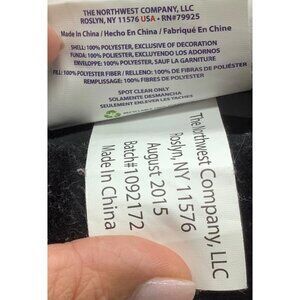 THE NORTHWEST COMPANY, LLC
ROSLYN, NY 11576 USA • RN#79925
Made In China / Hecho En China / Fabriqué En Chine
SHELL: 100% POLYESTER, EXCLUSIVE OF DECORATION
FUNDA: 100% POLIESTER, EXCLUYENDO LOS ADORNOS
ENVELOPPE: 100% POLYESTER, SAUF LA GARNITURE
FILL: 100% POLYESTER FIBER / RELLENO: 100% DE FIBRAS DE POLIÉSTER
REMPLISSAGE: 100% FIBRES DE POLYESTER
SPOT CLEAN ONLY
SOLAMENTE DESMANCHA
SEULEMENT ENLEVER LES TACHES
The Northwest Company, LLC
Roslyn, NY 11576
August 2015
Batch#1092172
Made In China